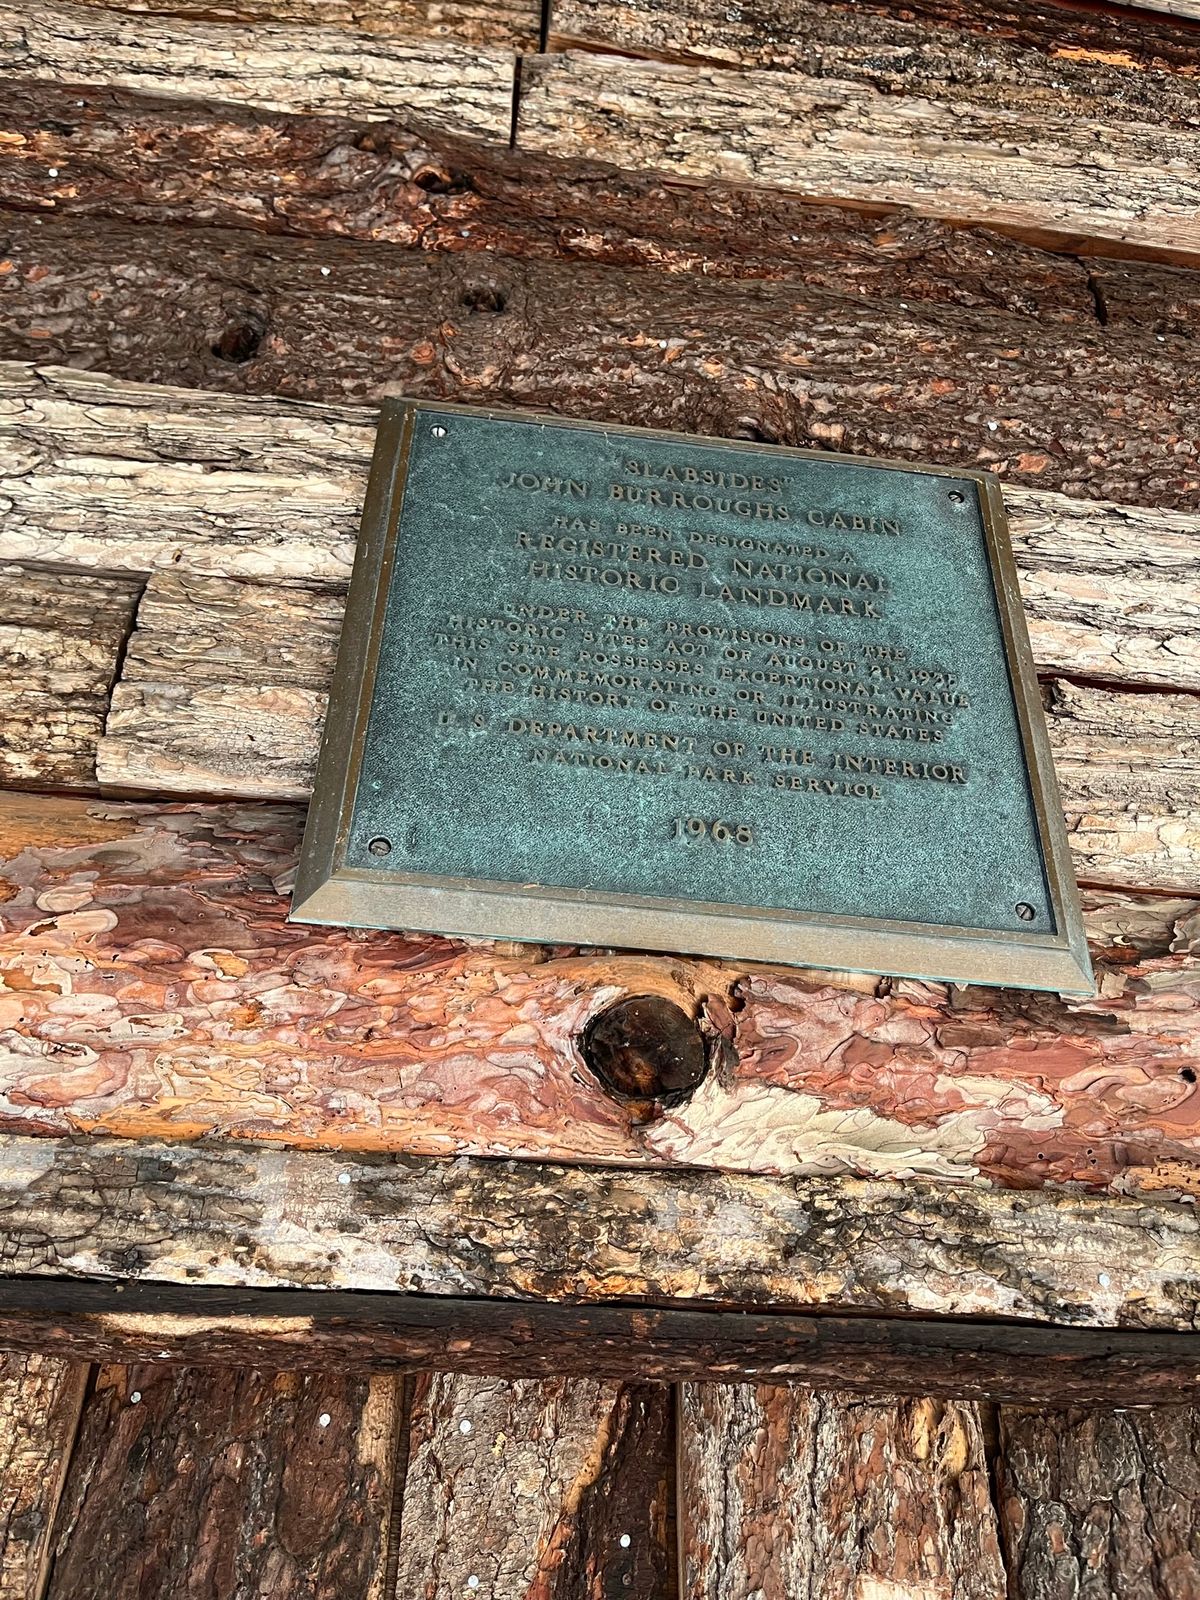 "SLABSIDES"
JOHN BURROUGHS CABIN
HAS BEEN DESIGNATED A
REGISTERED NATIONAL
HISTORIC LANDMARK
UNDER THE PROVISIONS OF THE
HISTORIC SITES ACT OF AUGUST 21, 1935
THIS SITE POSSESSES EXCEPTIONAL VALUE
IN COMMEMORATING OR ILLUSTRATING
THE HISTORY OF THE UNITED STATES
U. S. DEPARTMENT OF THE INTERIOR
NATIONAL PARK SERVICE
1968